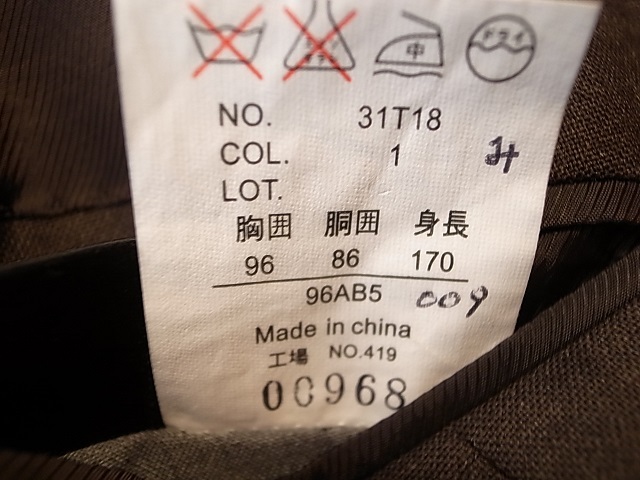 中 ドライ
NO. 31T18
COL. 1 み
LOT.
胸囲 胴囲 身長
96 86 170
96AB5 009
Made in china
工場 NO.419
00968